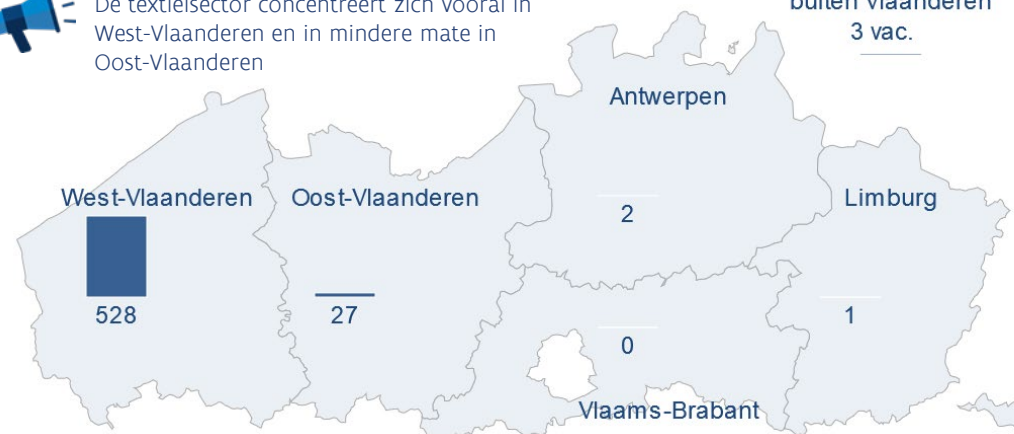 De textielsector concentreert zich vooral in
West-Vlaanderen en in mindere mate in
Oost-Vlaanderen
buiten Vlaanderen
3 vac.
Antwerpen
2
West-Vlaanderen
528
Oost-Vlaanderen
27
Limburg
1
0
Vlaams-Brabant